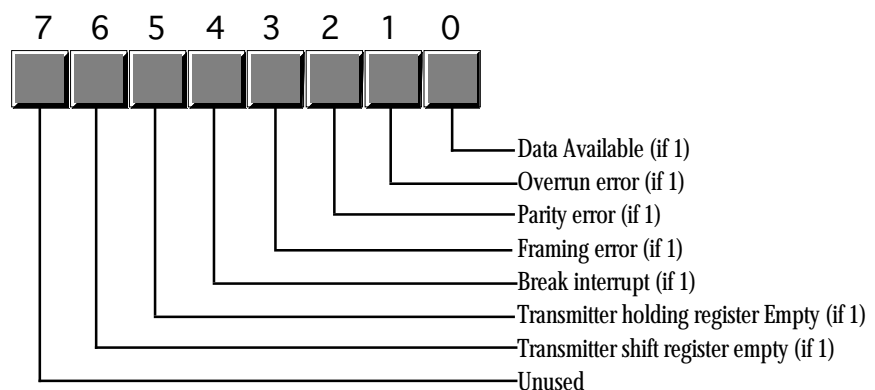 7 6 5 4 3 2 1 0
Data Available (if 1)
Overrun error (if 1)
Parity error (if 1)
Framing error (if 1)
Break interrupt (if 1)
Transmitter holding register Empty (if 1)
Transmitter shift register empty (if 1)
Unused